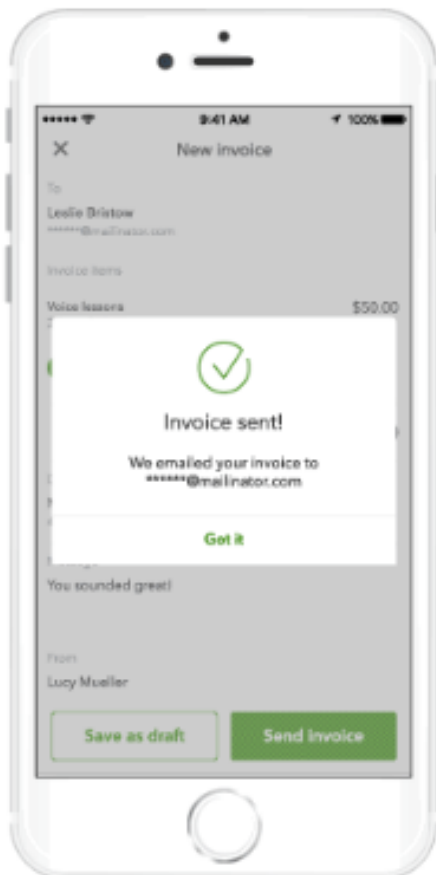 9:41 AM
100%
New invoice
To
Leslie Bristow
******@mailinator.com
Invoice items
Voice lessons
$50.00
Invoice sent!
We emailed your invoice to
******@mailinator.com
Got it
You sounded great!
From
Lucy Mueller
Save as draft
Send invoice